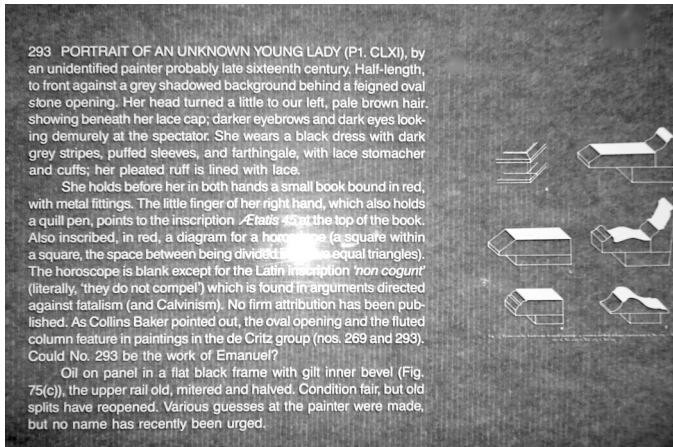 293 PORTRAIT OF AN UNKNOWN YOUNG LADY (P1. CLXI), by
an unidentified painter probably late sixteenth century. Half-length,
to front against a grey shadowed background behind a feigned oval
stone opening. Her head turned a little to our left, pale brown hair.
showing beneath her lace cap; darker eyebrows and dark eyes look-
ing demurely at the spectator. She wears a black dress with dark
grey stripes, puffed sleeves, and farthingale, with lace stomacher
and cuffs; her pleated ruff is lined with lace.
She holds before her in both hands a small book bound in red,
with metal fittings. The little finger of her right hand, which also holds
a quill pen, points to the inscription Ætatis 45 at the top of the book.
Also inscribed, in red, a diagram for a horoscope (a square within
a square, the space between being divided equal triangles).
The horoscope is blank except for the Latin inscription 'non cogunt'
(literally, 'they do not compel') which is found in arguments directed
against fatalism (and Calvinism). No firm attribution has been pub-
lished. As Collins Baker pointed out, the oval opening and the fluted
column feature in paintings in the de Critz group (nos. 269 and 293).
Could No. 293 be the work of Emanuel?
Oil on panel in a flat black frame with gilt inner bevel (Fig.
75(c)), the upper rail old, mitered and halved. Condition fair, but old
splits have reopened. Various guesses at the painter were made,
but no name has recently been urged.